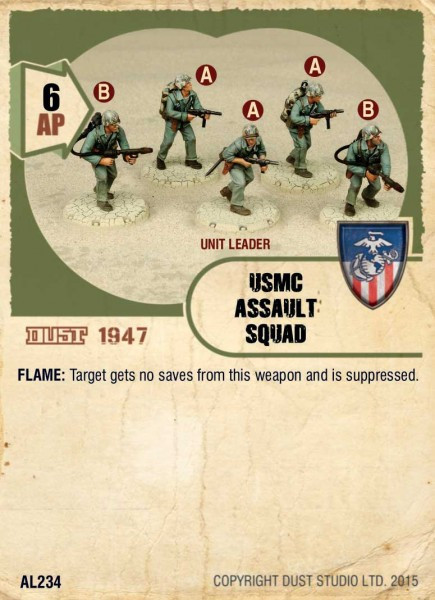 6
AP
B
A
A
A
B
UNIT LEADER
USMC
ASSAULT
SQUAD
DUST 1947
FLAME: Target gets no saves from this weapon and is suppressed.
AL234
COPYRIGHT DUST STUDIO LTD. 2015